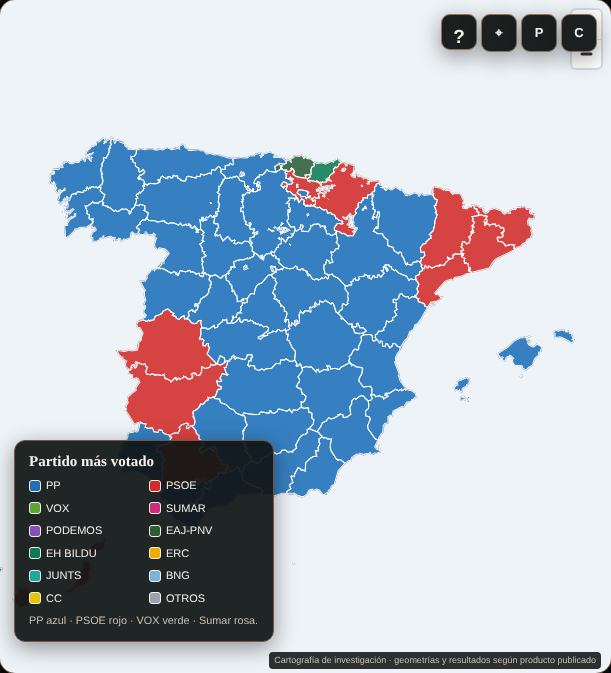 ? ⌖ P C
Partido más votado
PP PSOE
VOX SUMAR
PODEMOS EAJ-PNV
EH BILDU ERC
JUNTS BNG
CC OTROS
PP azul · PSOE rojo · VOX verde · Sumar rosa.
Cartografía de investigación · geometrías y resultados según producto publicado